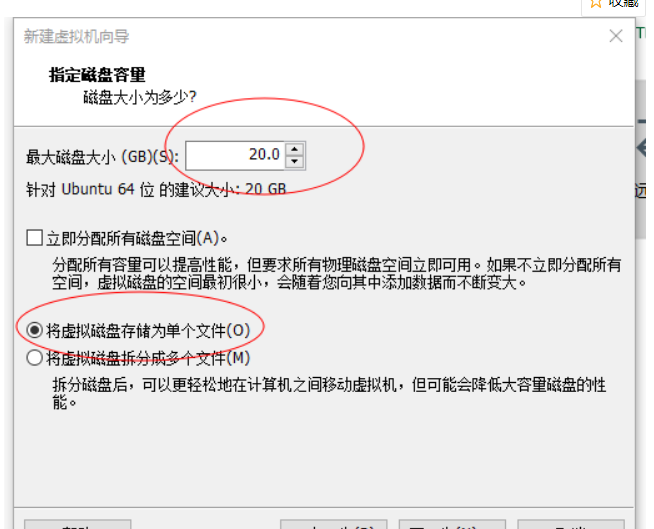 收藏
新建虚拟机向导
指定磁盘容量
磁盘大小为多少?
最大磁盘大小 (GB)(S):
20.0
针对 Ubuntu 64 位 的建议大小: 20 GB
立即分配所有磁盘空间(A)。
分配所有容量可以提高性能，但要求所有物理磁盘空间立即可用。如果不立即分配所有
空间，虚拟磁盘的空间最初很小，会随着您向其中添加数据而不断变大。
将虚拟磁盘存储为单个文件(O)
将虚拟磁盘拆分成多个文件(M)
拆分磁盘后，可以更轻松地在计算机之间移动虚拟机，但可能会降低大容量磁盘的性
能。